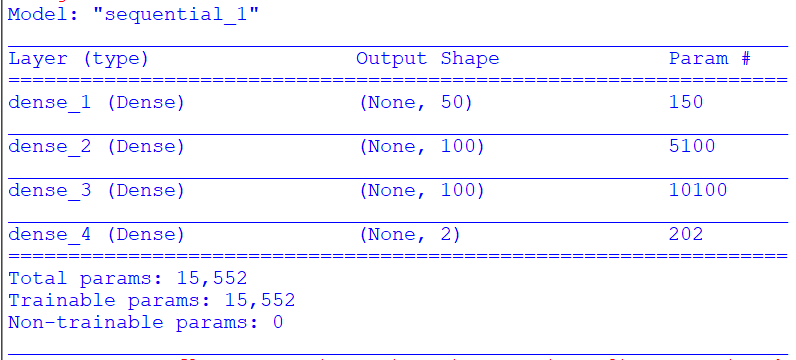 Model: "sequential_1"
Layer (type) Output Shape Param #
dense_1 (Dense) (None, 50) 150
dense_2 (Dense) (None, 100) 5100
dense_3 (Dense) (None, 100) 10100
dense_4 (Dense) (None, 2) 202
Total params: 15,552
Trainable params: 15,552
Non-trainable params: 0